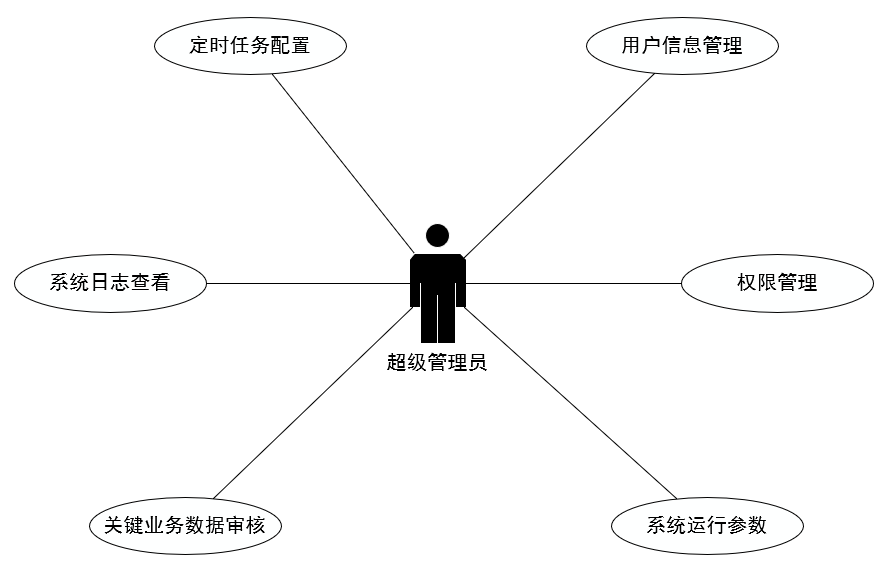 定时任务配置
用户信息管理
系统日志查看
权限管理
超级管理员
关键业务数据审核
系统运行参数